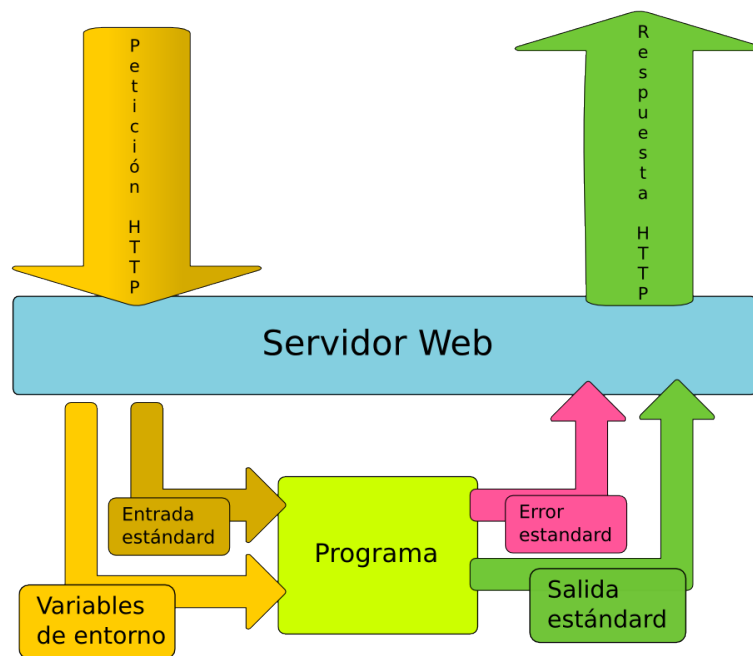 Petición HTTP
Respuesta HTTP
Servidor Web
Entrada
estándard
Error
estandard
Programa
Variables
de entorno
Salida
estándard